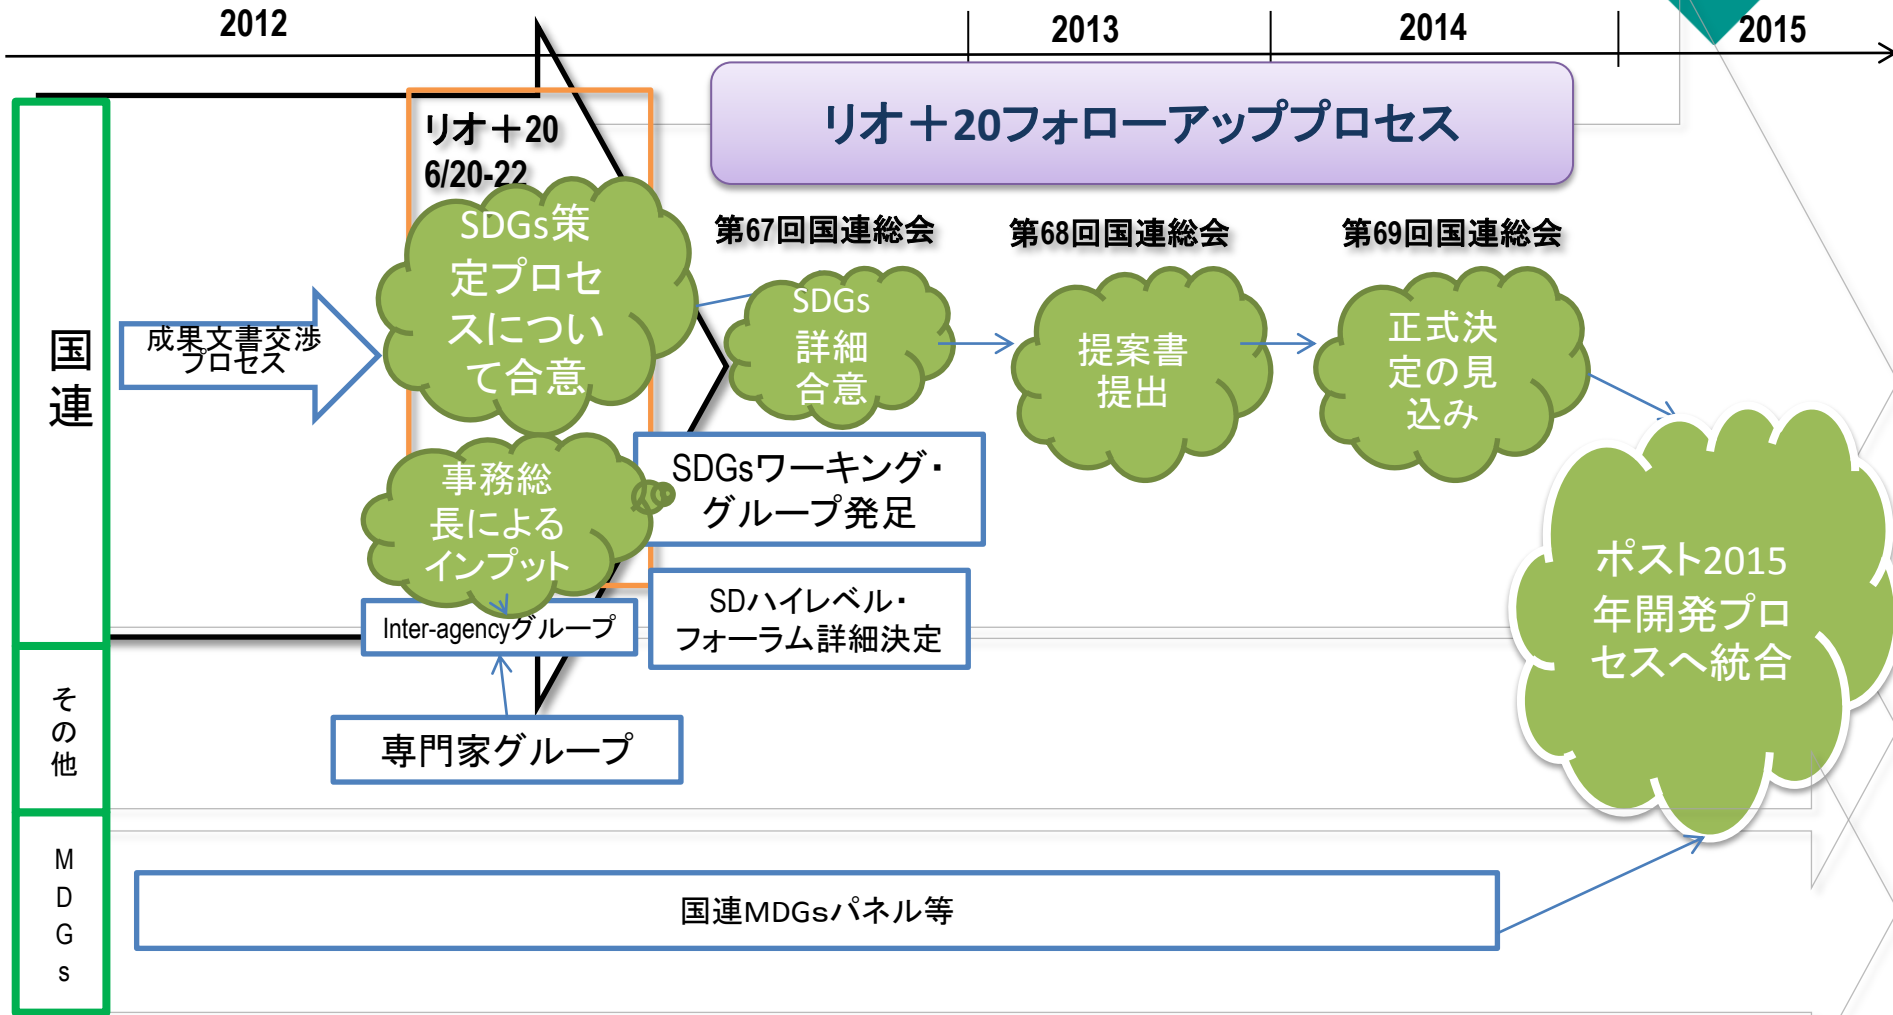 2012
2013
2014
2015
リオ＋20フォローアッププロセス
リオ＋20
6/20-22
第67回国連総会
第68回国連総会
第69回国連総会
国
連
成果文書交渉
プロセス
SDGs策
定プロセ
スについ
て合意
SDGs
詳細
合意
提案書
提出
正式決
定の見
込み
事務総
長による
インプット
SDGsワーキング・
グループ発足
ポスト2015
年開発プロ
セスへ統合
Inter-agencyグループ
SDハイレベル・
フォーラム詳細決定
そ
の
他
専門家グループ
M
D
G
s
国連MDGsパネル等